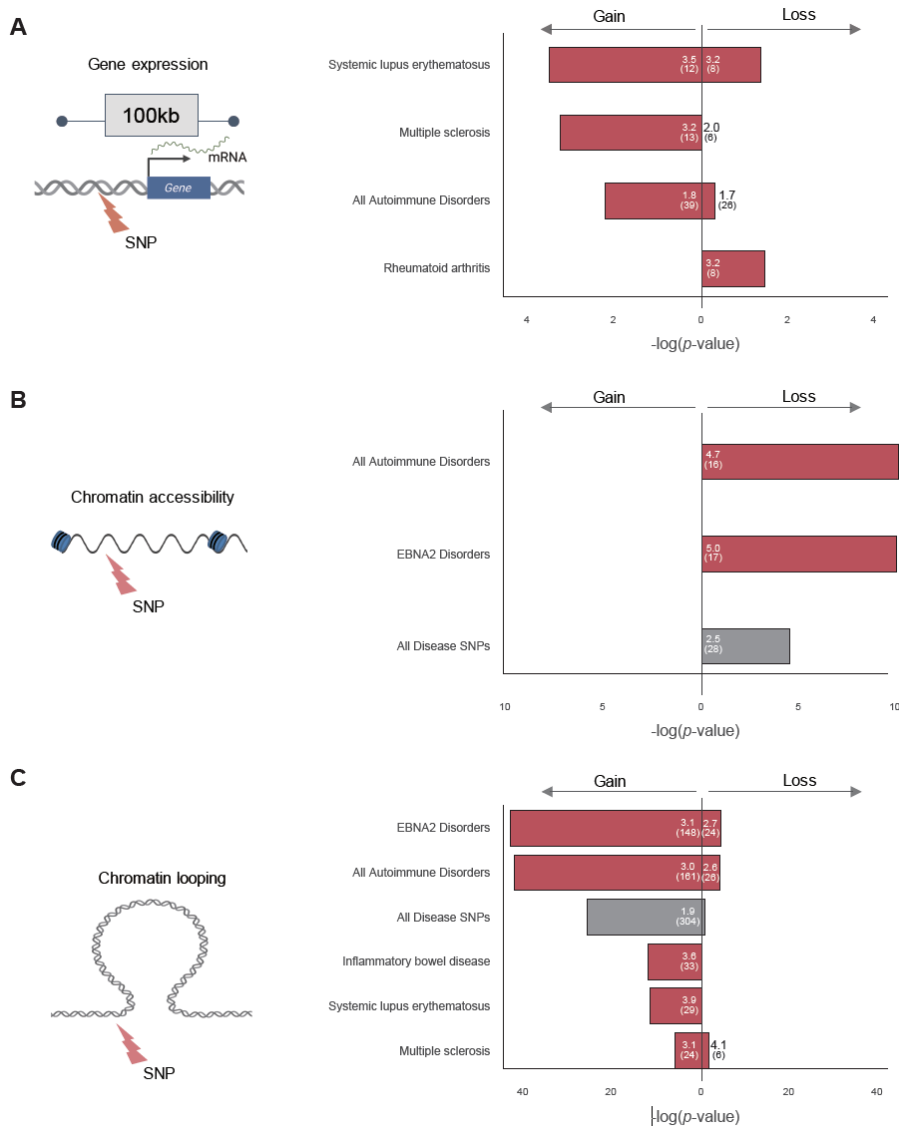 A
Gene expression
100kb
mRNA
Gene
SNP
Gain
Loss
Systemic lupus erythematosus
3.5
(12)
3.2
(8)
Multiple sclerosis
3.2
(13)
2.0
(6)
All Autoimmune Disorders
1.8
(39)
1.7
(26)
Rheumatoid arthritis
3.2
(8)
4 2 0 2 4
-log(p-value)
B
Chromatin accessibility
SNP
Gain
Loss
All Autoimmune Disorders
4.7
(16)
EBNA2 Disorders
5.0
(17)
All Disease SNPs
2.5
(28)
10 5 0 5 10
-log(p-value)
C
Chromatin looping
SNP
Gain
Loss
EBNA2 Disorders
3.1
(148)
2.7
(24)
All Autoimmune Disorders
3.0
(161)
2.6
(26)
All Disease SNPs
1.9
(304)
Inflammatory bowel disease
3.6
(33)
Systemic lupus erythematosus
3.9
(29)
Multiple sclerosis
3.1
(24)
4.1
(6)
40 20 0 20 40
-log(p-value)